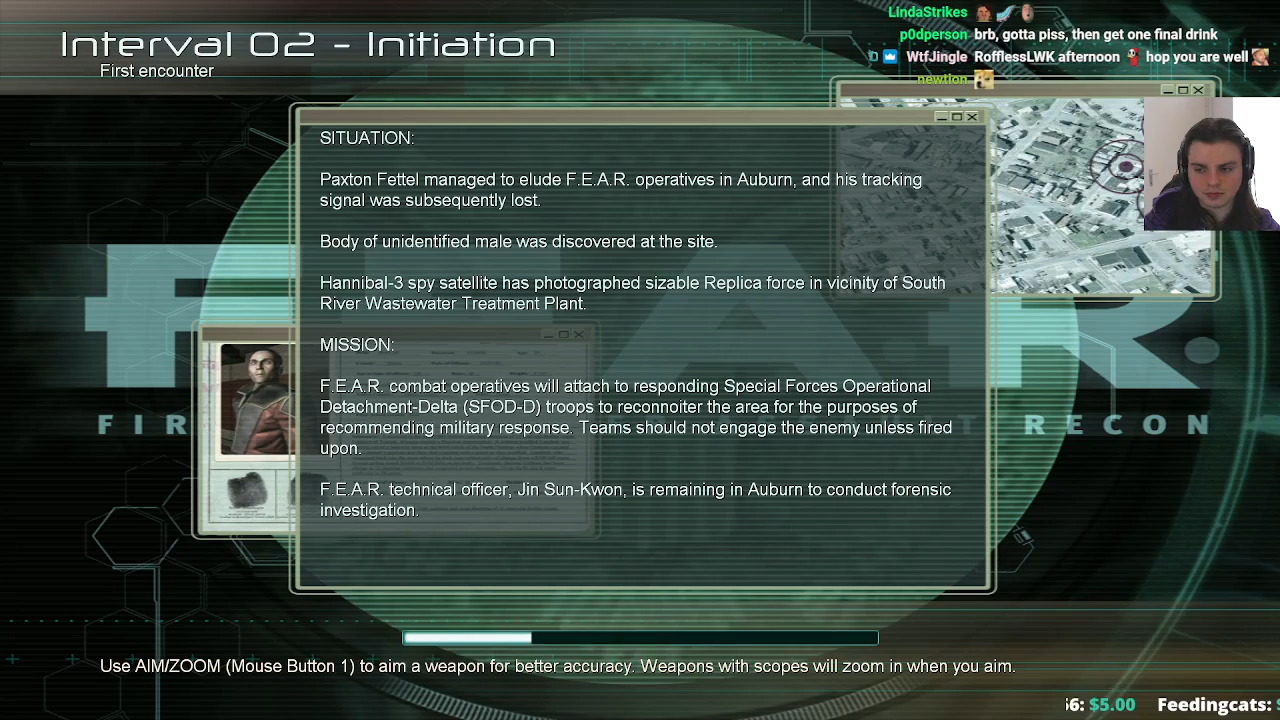 Interval 02 - Initiation
First encounter
LindaStrikes
p0dperson brb, gotta piss, then get one final drink
WtfJingle RofflessLWK afternoon hop you are well
newtion
SITUATION:
Paxton Fettel managed to elude F.E.A.R. operatives in Auburn, and his tracking
signal was subsequently lost.
Body of unidentified male was discovered at the site.
Hannibal-3 spy satellite has photographed sizable Replica force in vicinity of South
River Wastewater Treatment Plant.
MISSION:
F.E.A.R. combat operatives will attach to responding Special Forces Operational
Detachment-Delta (SFOD-D) troops to reconnoiter the area for the purposes of
recommending military response. Teams should not engage the enemy unless fired
upon.
F.E.A.R. technical officer, Jin Sun-Kwon, is remaining in Auburn to conduct forensic
investigation.
F.E.A.R.
FIR T RECON
Use AIM/ZOOM (Mouse Button 1) to aim a weapon for better accuracy. Weapons with scopes will zoom in when you aim.
6: $5.00 Feedingcats: